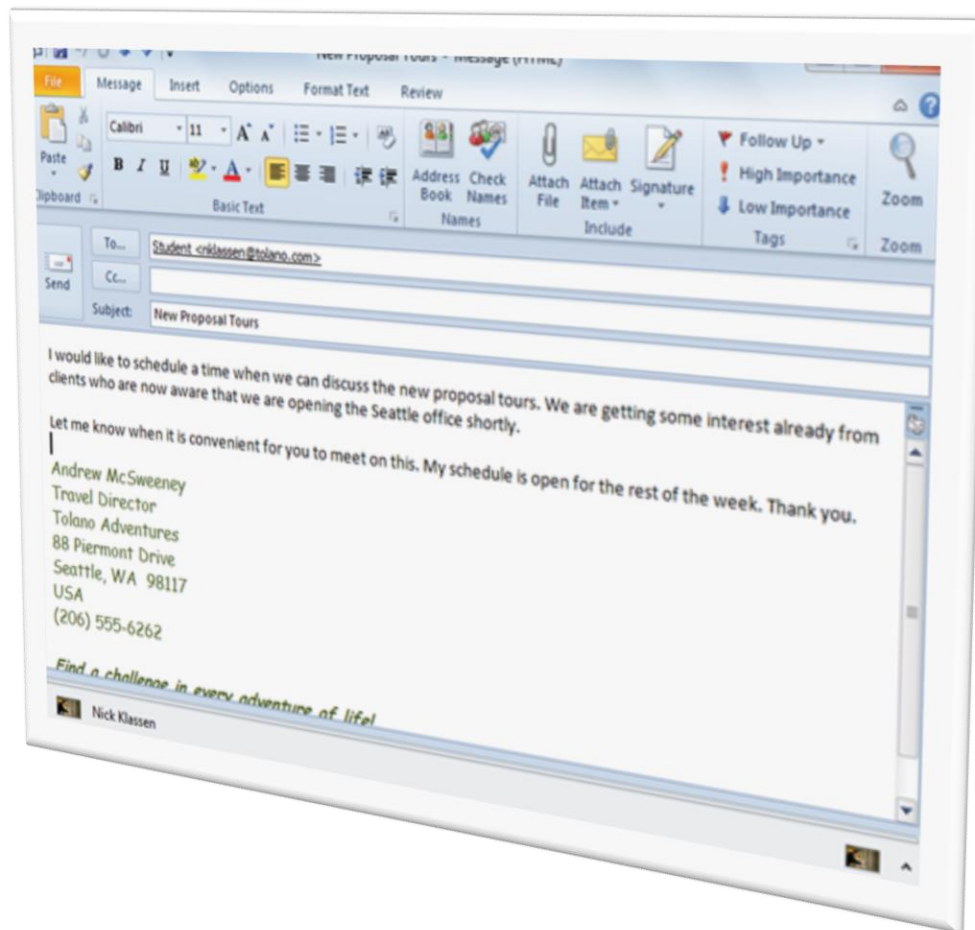 New Proposal Tours - Message (HTML)
File Message Insert Options Format Text Review
Calibri 11 A A
Paste B I U A
Address Book Check Names
Attach File Attach Item Signature
Follow Up
High Importance
Low Importance
Zoom
Clipboard Basic Text Names Include Tags Zoom
To... Student <nklassen@tolano.com>
Cc...
Send
Subject: New Proposal Tours
I would like to schedule a time when we can discuss the new proposal tours. We are getting some interest already from
clients who are now aware that we are opening the Seattle office shortly.
Let me know when it is convenient for you to meet on this. My schedule is open for the rest of the week. Thank you.
Andrew McSweeney
Travel Director
Tolano Adventures
88 Piermont Drive
Seattle, WA 98117
USA
(206) 555-6262
Find a challenge in every adventure of life!
Nick Klassen